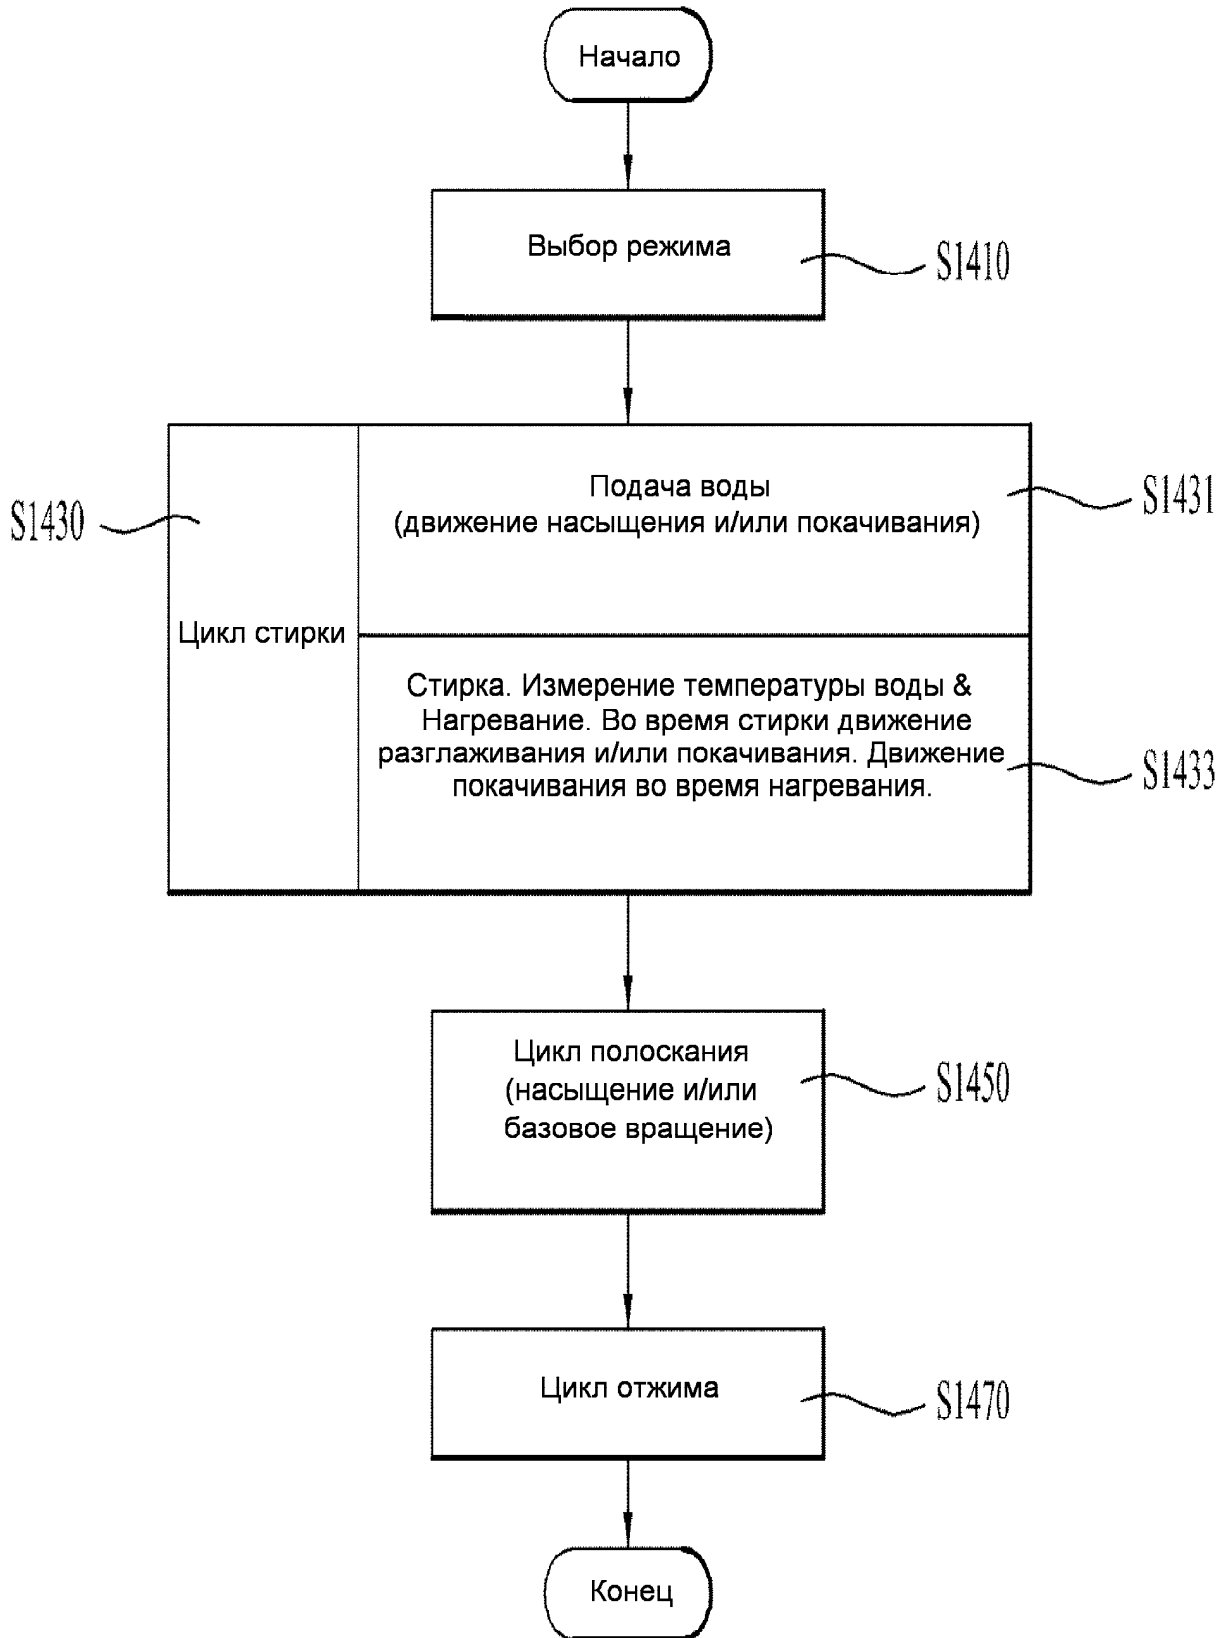 Начало
Выбор режима
S1410
Подача воды
(движение насыщения и/или покачивания)
S1431
S1430
Цикл стирки
Стирка. Измерение температуры воды &
Нагревание. Во время стирки движение
разглаживания и/или покачивания. Движение
покачивания во время нагревания.
S1433
Цикл полоскания
(насыщение и/или
базовое вращение)
S1450
Цикл отжима
S1470
Конец